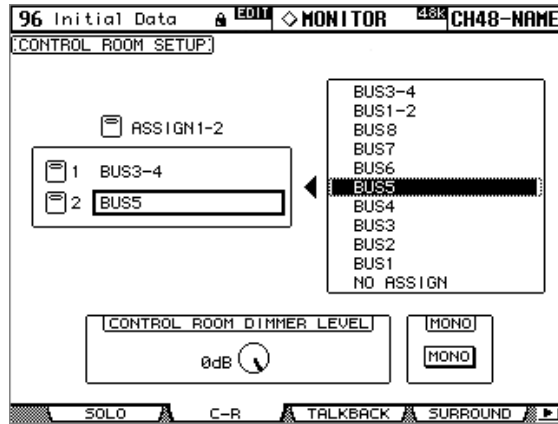 96 Initial Data EDIT ◇MONITOR 48K CH48-NAME
CONTROL ROOM SETUP
ASSIGN1-2
1 BUS3-4
2 BUS5
BUS3-4
BUS1-2
BUS8
BUS7
BUS6
BUS5
BUS4
BUS3
BUS2
BUS1
NO ASSIGN
CONTROL ROOM DIMMER LEVEL
0dB
MONO
MONO
SOLO C-R TALKBACK SURROUND